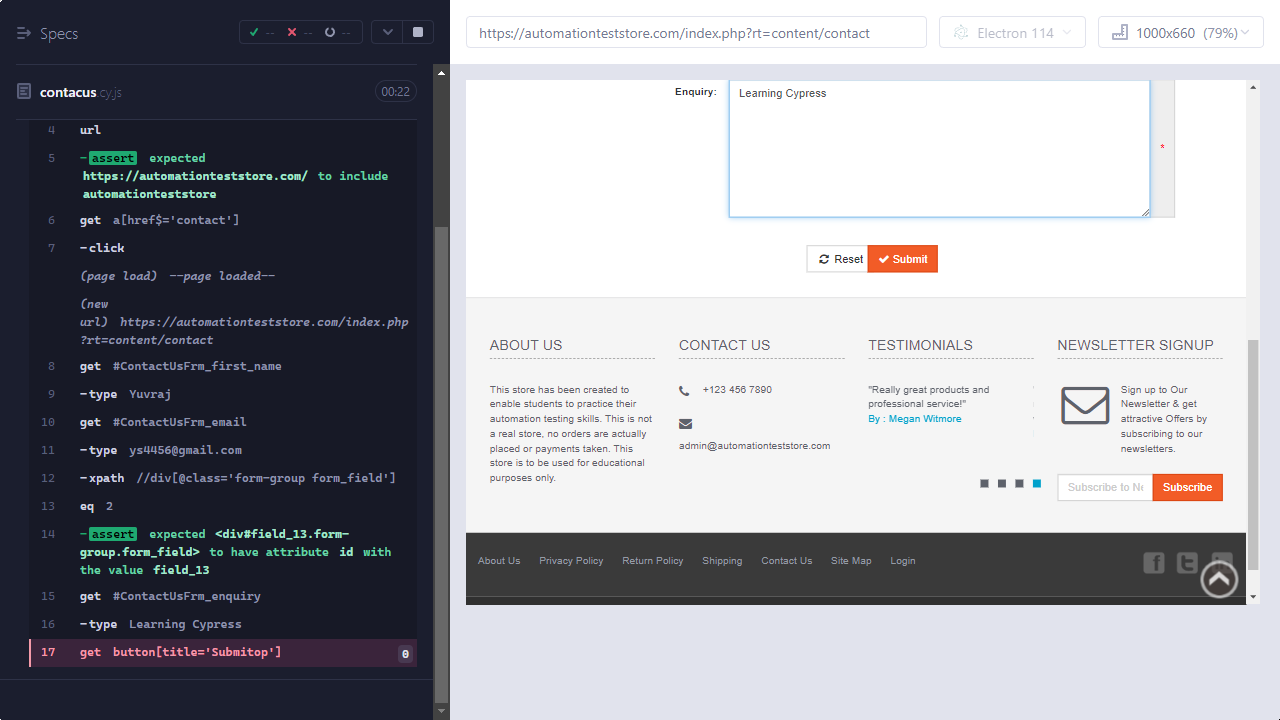 Specs
-- -- --
contacus.cy.js
00:22
4 url
5 -assert expected
https://automationteststore.com/ to include
automationteststore
6 get a[href$='contact']
7 -click
(page load) --page loaded--
(new
url) https://automationteststore.com/index.php
?rt=content/contact
8 get #ContactUsFrm_first_name
9 -type Yuvraj
10 get #ContactUsFrm_email
11 -type ys4456@gmail.com
12 -xpath //div[@class='form-group form_field']
13 eq 2
14 -assert expected <div#field_13.form-
group.form_field> to have attribute id with
the value field_13
15 get #ContactUsFrm_enquiry
16 -type Learning Cypress
17 get button[title='Submitop'] 0
https://automationteststore.com/index.php?rt=content/contact
Electron 114
1000x660 (79%)
Enquiry:
Learning Cypress
*
Reset
Submit
ABOUT US
This store has been created to
enable students to practice their
automation testing skills. This is not
a real store, no orders are actually
placed or payments taken. This
store is to be used for educational
purposes only.
CONTACT US
+123 456 7890
admin@automationteststore.com
TESTIMONIALS
"Really great products and
professional service!"
By : Megan Witmore
NEWSLETTER SIGNUP
Sign up to Our
Newsletter & get
attractive Offers by
subscribing to our
newsletters.
Subscribe to Ne
Subscribe
About Us Privacy Policy Return Policy Shipping Contact Us Site Map Login